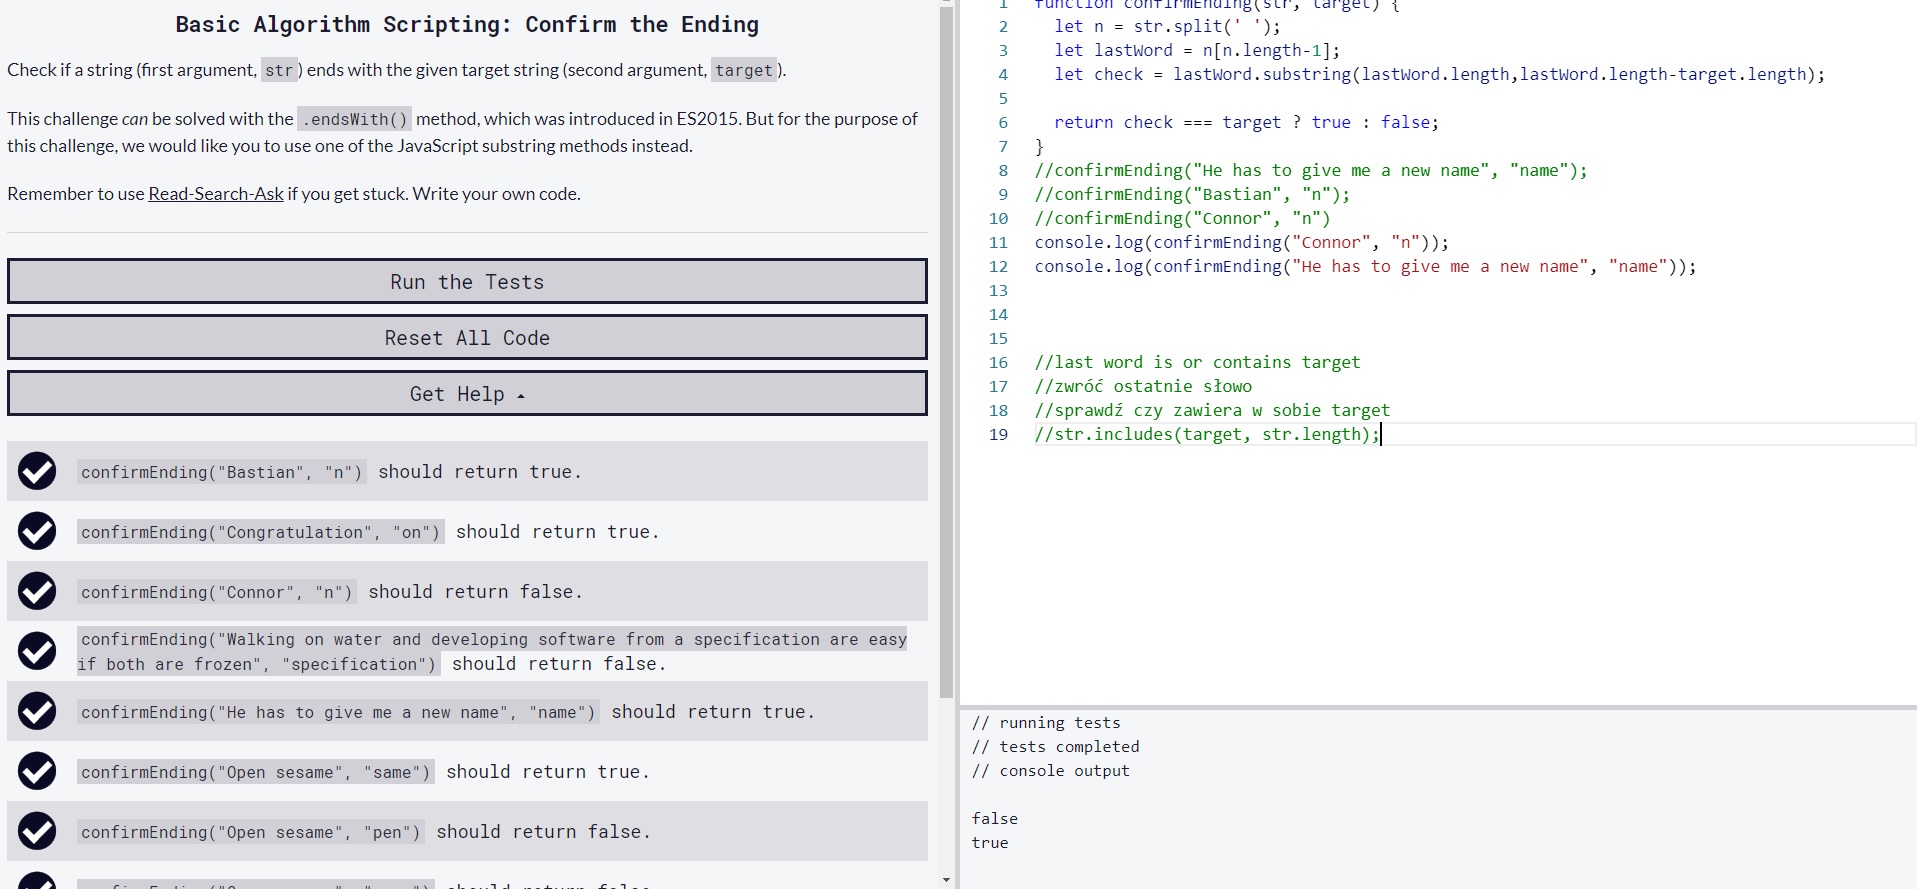 Basic Algorithm Scripting: Confirm the Ending
Check if a string (first argument, str) ends with the given target string (second argument, target).
This challenge can be solved with the .endsWith() method, which was introduced in ES2015. But for the purpose of
this challenge, we would like you to use one of the JavaScript substring methods instead.
Remember to use Read-Search-Ask if you get stuck. Write your own code.
Run the Tests
Reset All Code
Get Help
confirmEnding("Bastian", "n") should return true.
confirmEnding("Congratulation", "on") should return true.
confirmEnding("Connor", "n") should return false.
confirmEnding("Walking on water and developing software from a specification are easy
if both are frozen", "specification") should return false.
confirmEnding("He has to give me a new name", "name") should return true.
confirmEnding("Open sesame", "same") should return true.
confirmEnding("Open sesame", "pen") should return false.
1 function confirmEnding(str, target) {
2 let n = str.split(' ');
3 let lastWord = n[n.length-1];
4 let check = lastWord.substring(lastWord.length,lastWord.length-target.length);
5
6 return check === target ? true : false;
7 }
8 //confirmEnding("He has to give me a new name", "name");
9 //confirmEnding("Bastian", "n");
10 //confirmEnding("Connor", "n")
11 console.log(confirmEnding("Connor", "n"));
12 console.log(confirmEnding("He has to give me a new name", "name"));
13
14
15
16 //last word is or contains target
17 //zwróć ostatnie słowo
18 //sprawdź czy zawiera w sobie target
19 //str.includes(target, str.length);
// running tests
// tests completed
// console output
false
true